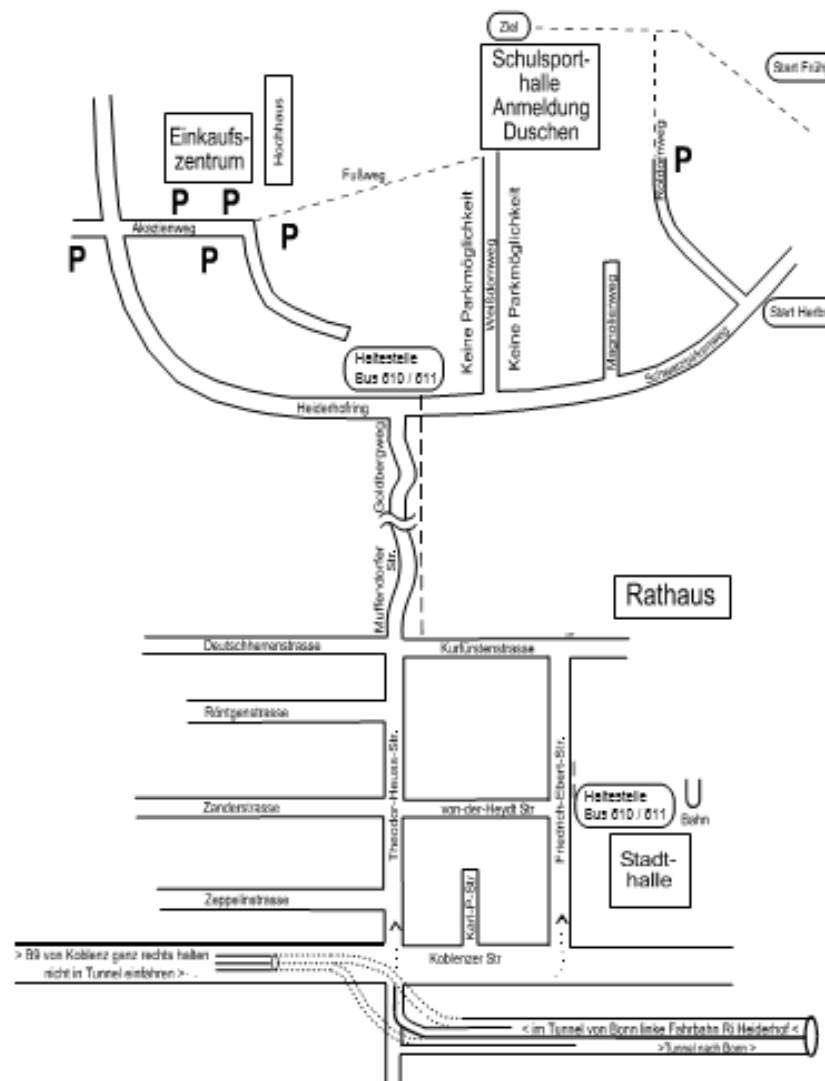 Ziel
Schulsport-
halle
Anmeldung
Duschen
Start Früh
Einkaufs-
zentrum
Hochhaus
P
P
P
P
P
P
Fußweg
Akazienweg
Rotdornweg
Keine Parkmöglichkeit
Weißdornweg
Keine Parkmöglichkeit
Magnolienweg
Start Herbs
Schwarzdornweg
Haltestelle
Bus 610 / 611
Heiderhofring
Goldbergweg
Muffendorfer
Str.
Rathaus
Deutschherrenstrasse
Kurfürstenstrasse
Röntgenstrasse
Theodor-Heuss-Str.
Friedrich-Ebert-Str.
Zanderstrasse
von-der-Heydt Str
Haltestelle
Bus 610 / 611
U
Bahn
Stadt-
halle
Zeppelinstrasse
Karl-P-Str
> B9 von Koblenz ganz rechts halten
nicht in Tunnel einfahren >
Koblenzer Str
< im Tunnel von Bonn linke Fahrbahn Ri.Heiderhof <
>Tunnel nach Bonn >